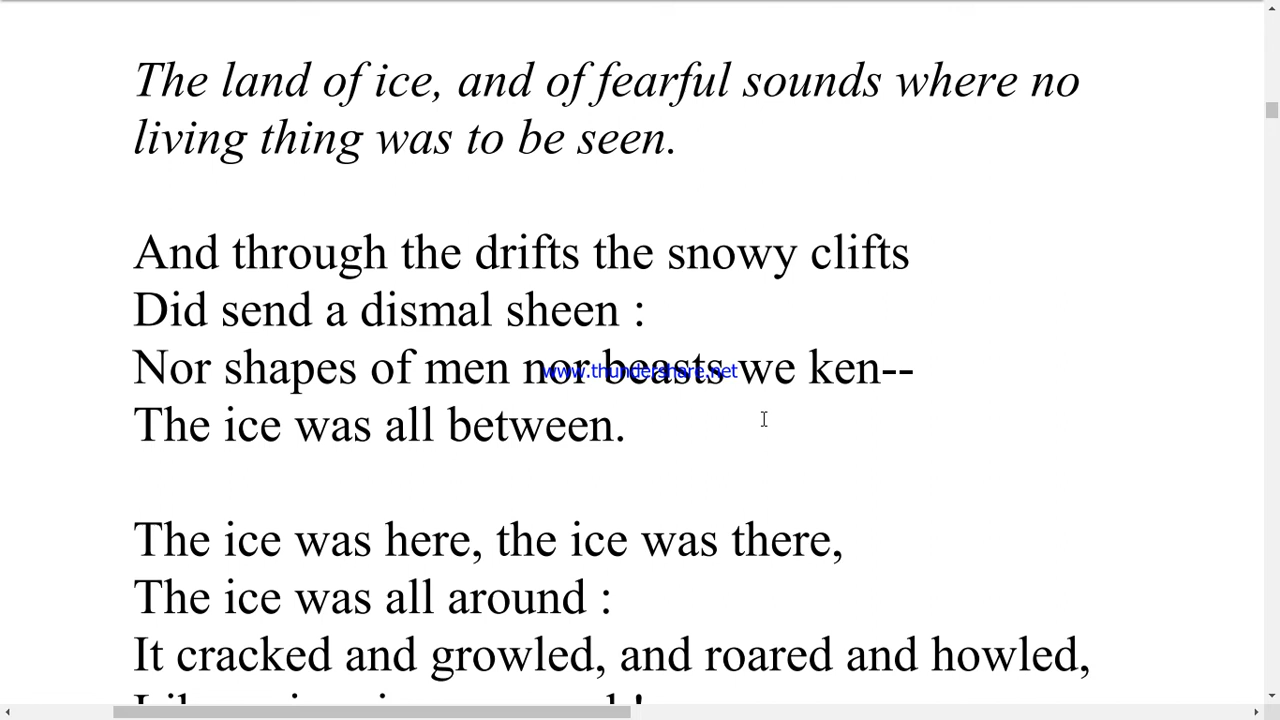 The land of ice, and of fearful sounds where no
living thing was to be seen.
And through the drifts the snowy clifts
Did send a dismal sheen :
Nor shapes of men nor beasts we ken--
www.thundershare.net
The ice was all between.
The ice was here, the ice was there,
The ice was all around :
It cracked and growled, and roared and howled,